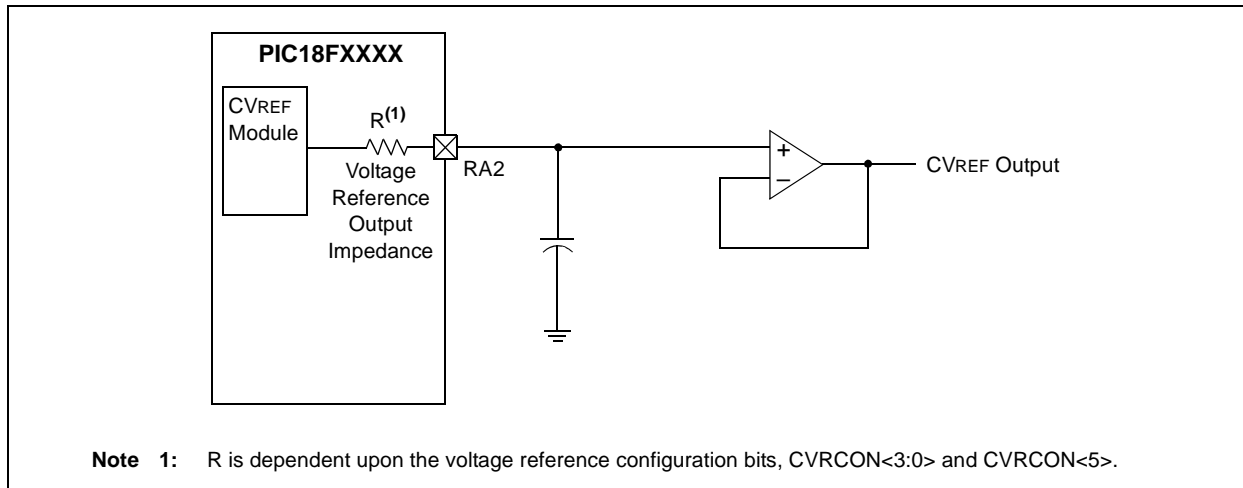 PIC18FXXXX
CVREF
Module
R(1)
Voltage
Reference
Output
Impedance
RA2
+
–
CVREF Output
Note 1: R is dependent upon the voltage reference configuration bits, CVRCON<3:0> and CVRCON<5>.